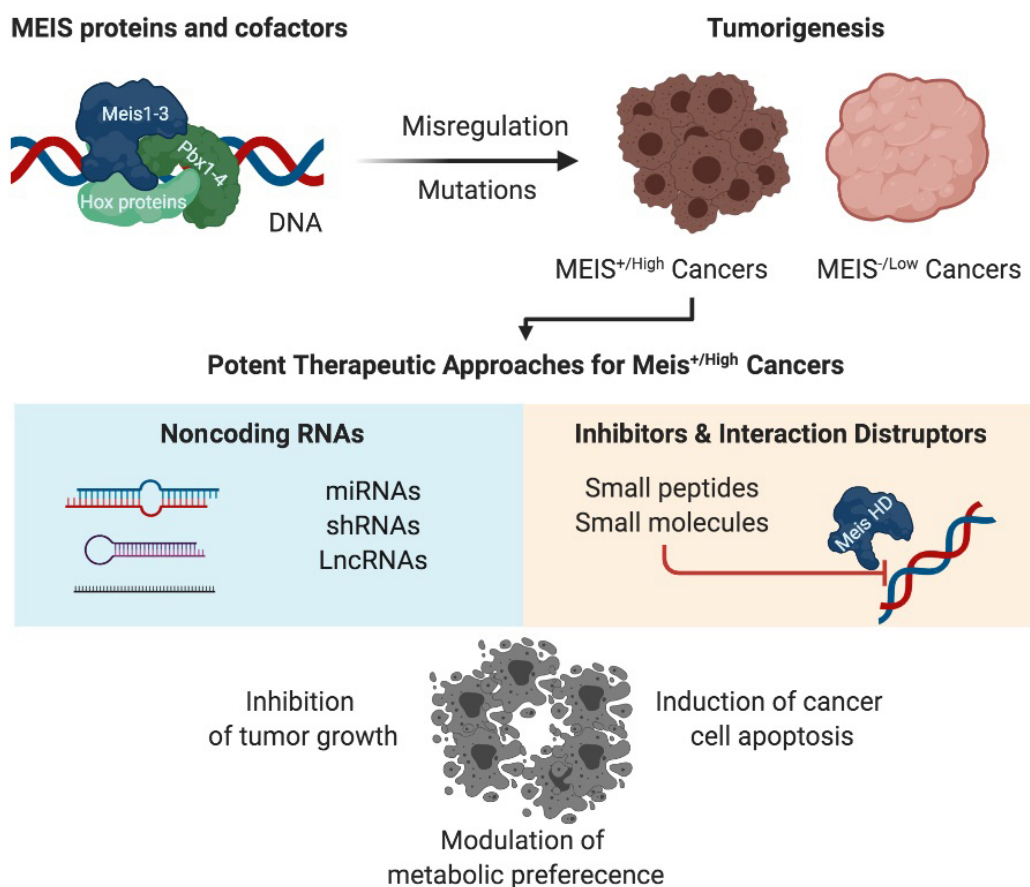 MEIS proteins and cofactors
Tumorigenesis
Meis1-3
Pbx1-4
Hox proteins
DNA
Misregulation
Mutations
MEIS+/High Cancers
MEIS-/Low Cancers
Potent Therapeutic Approaches for Meis+/High Cancers
Noncoding RNAs
miRNAs
shRNAs
LncRNAs
Inhibitors & Interaction Distruptors
Small peptides
Small molecules
Meis HD
Inhibition
of tumor growth
Induction of cancer
cell apoptosis
Modulation of
metabolic preferecence